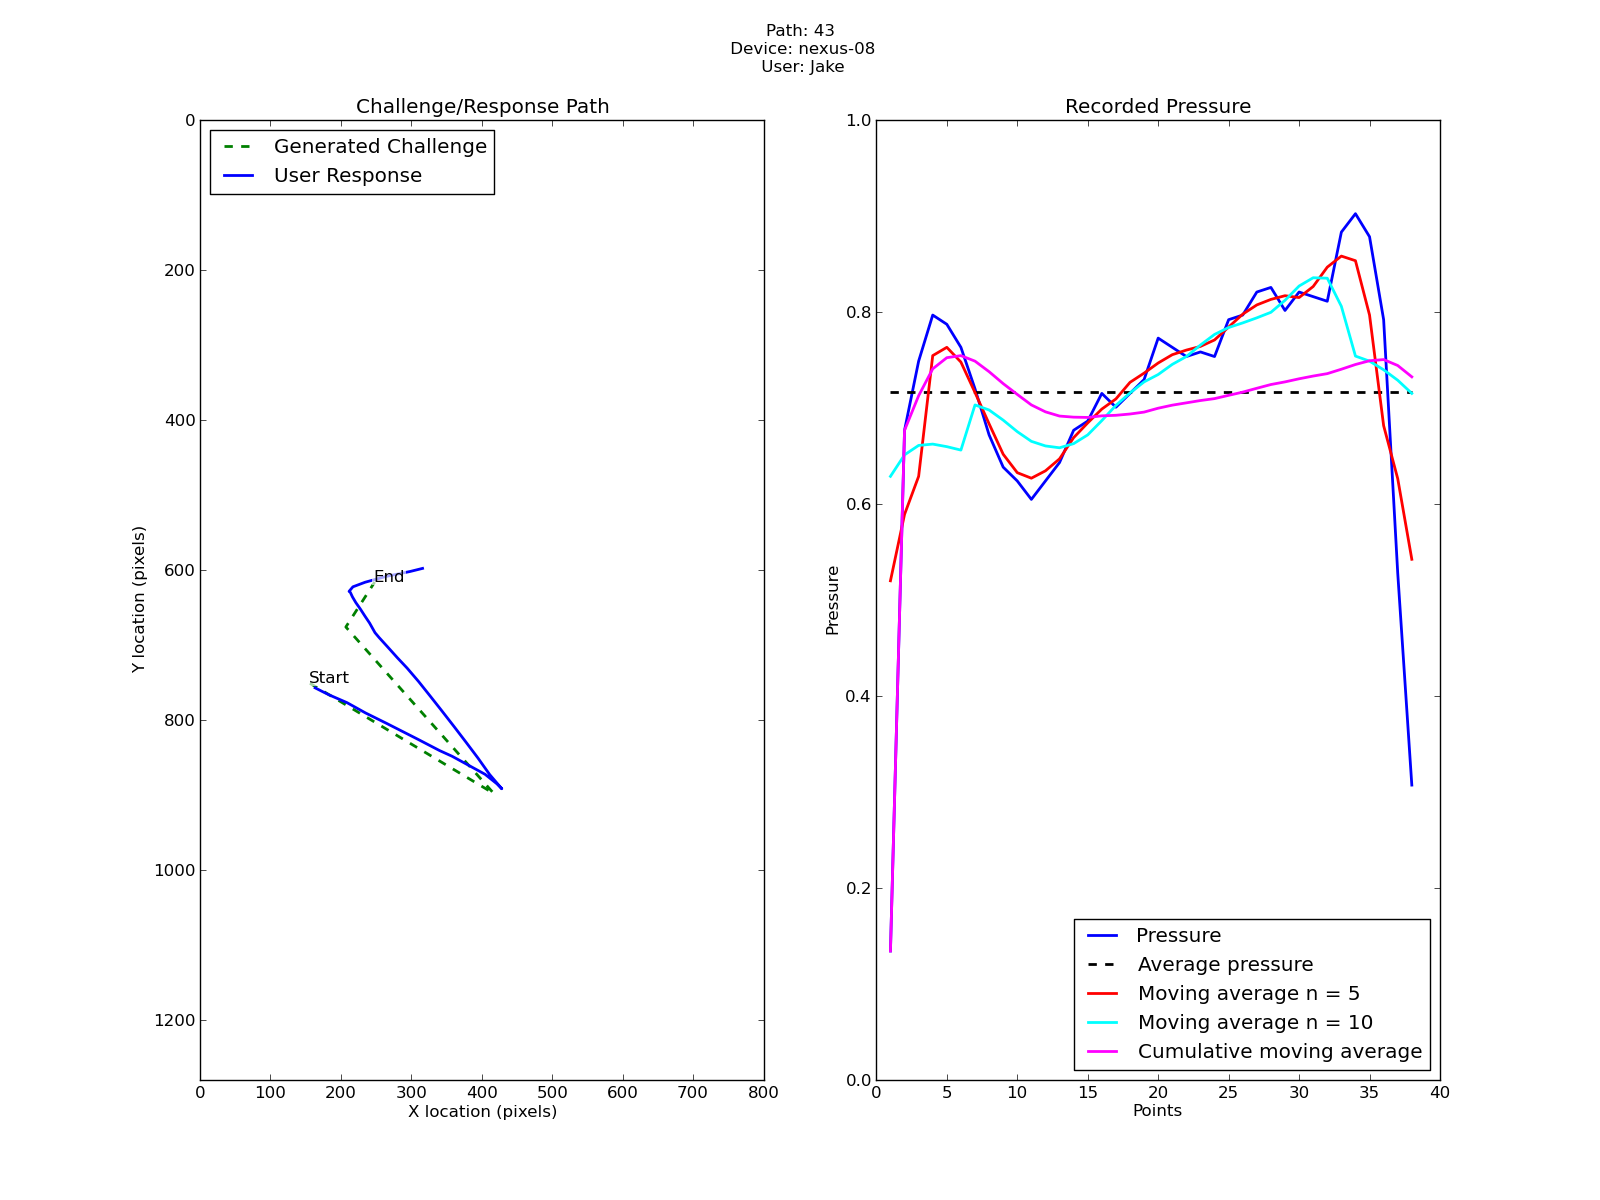 Path: 43
Device: nexus-08
User: Jake
Challenge/Response Path
Generated Challenge
User Response
0
200
400
600
800
1000
1200
Y location (pixels)
Start
End
0 100 200 300 400 500 600 700 800
X location (pixels)
Recorded Pressure
1.0
0.8
0.6
0.4
0.2
0.0
Pressure
Pressure
Average pressure
Moving average n = 5
Moving average n = 10
Cumulative moving average
0 5 10 15 20 25 30 35 40
Points